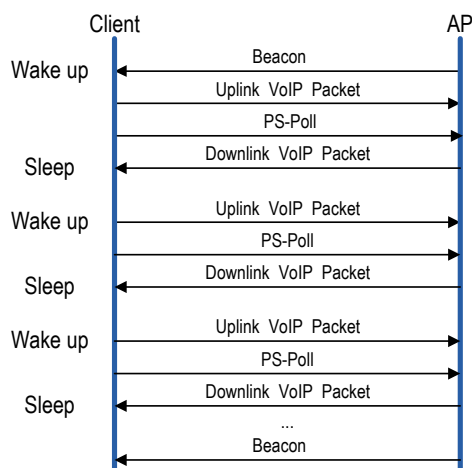 Client AP
Beacon
Wake up
Uplink VoIP Packet
PS-Poll
Downlink VoIP Packet
Sleep
Uplink VoIP Packet
Wake up
PS-Poll
Downlink VoIP Packet
Sleep
Uplink VoIP Packet
Wake up
PS-Poll
Downlink VoIP Packet
Sleep
...
Beacon